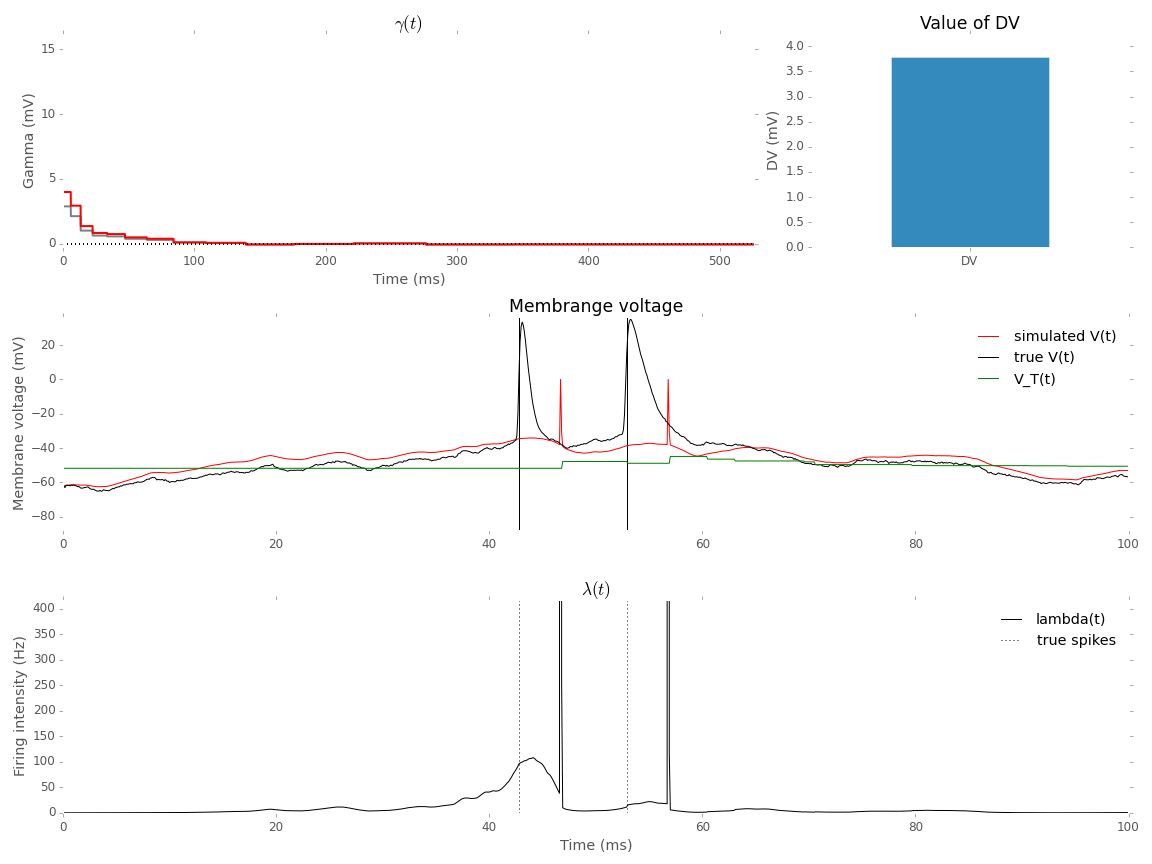 γ(t)
Value of DV
Gamma (mV)
15
10
5
0
0
100
200
300
400
500
Time (ms)
DV (mV)
4.0
3.5
3.0
2.5
2.0
1.5
1.0
0.5
0.0
DV
Membrange voltage
Membrane voltage (mV)
20
0
−20
−40
−60
−80
simulated V(t)
true V(t)
V_T(t)
0
20
40
60
80
100
λ(t)
Firing intensity (Hz)
400
350
300
250
200
150
100
50
0
lambda(t)
true spikes
0
20
40
60
80
100
Time (ms)